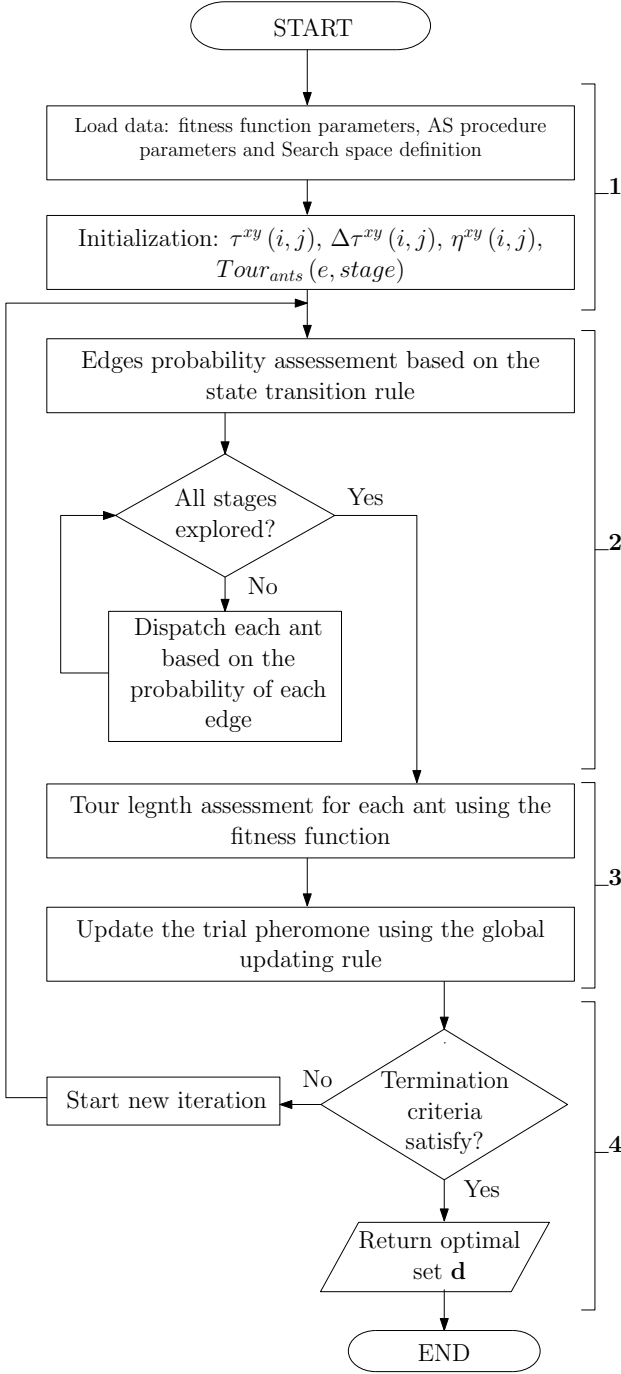 START
Load data: fitness function parameters, AS procedure
parameters and Search space definition
1
Initialization: τ^{xy} (i, j), Δτ^{xy} (i, j), η^{xy} (i, j),
Tour_{ants} (e, stage)
Edges probability assessement based on the
state transition rule
All stages
explored?
Yes
2
No
Dispatch each ant
based on the
probability of each
edge
Tour legnth assessment for each ant using the
fitness function
3
Update the trial pheromone using the global
updating rule
Termination
criteria
satisfy?
No
Start new iteration
4
Yes
Return optimal
set d
END